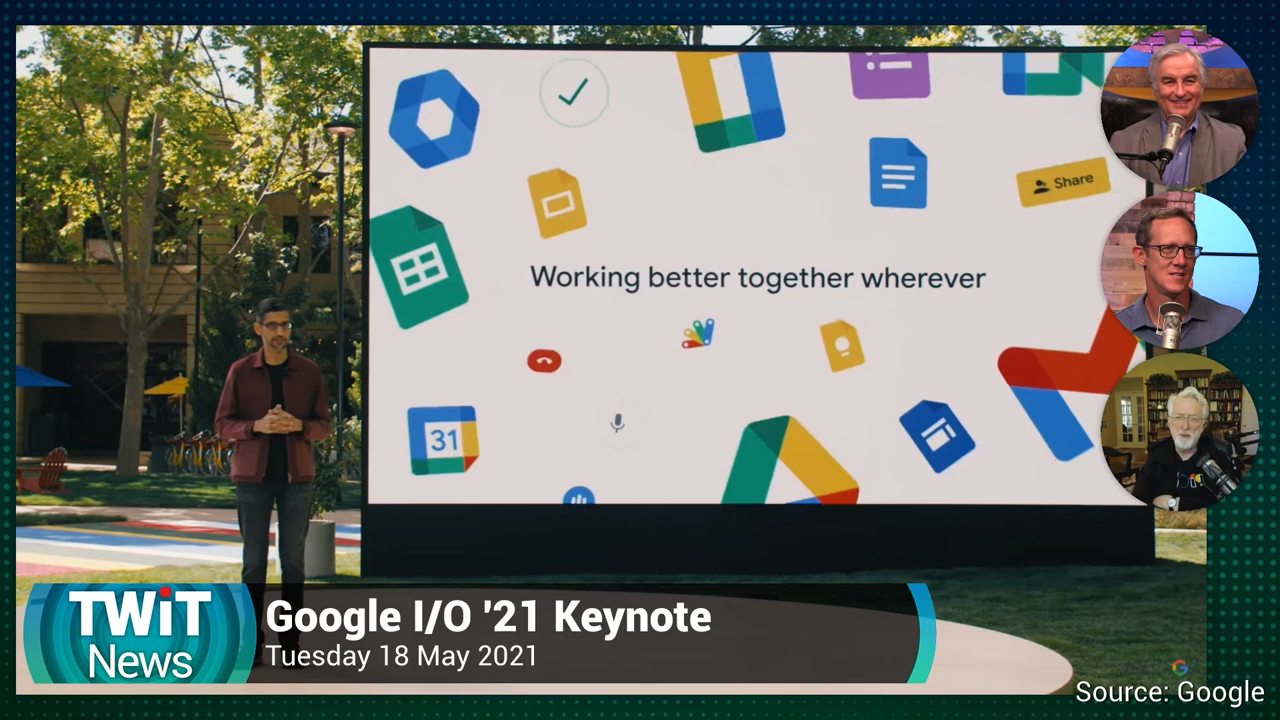 Share
Working better together wherever
31
TWiT
News
Google I/O '21 Keynote
Tuesday 18 May 2021
Source: Google